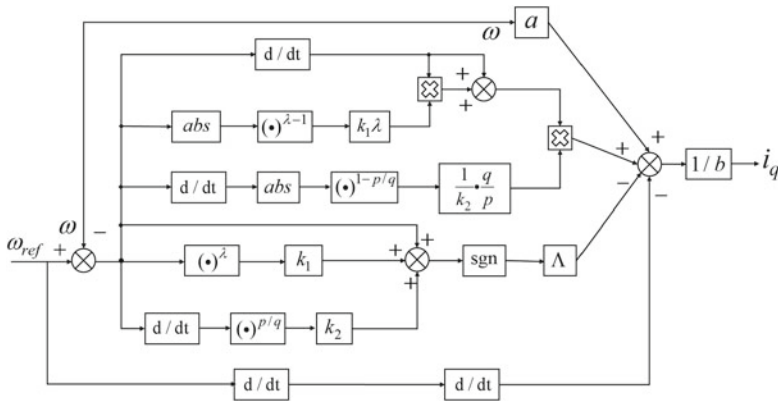 ω a
d/dt + +
abs (•)^{λ−1} k₁λ + +
d/dt abs (•)^{1−p/q} 1/k₂ • q/p − 1/b i_q
ω −
ω_ref + (•)^λ k₁ + + + sgn Λ −
d/dt (•)^{p/q} k₂
d/dt d/dt